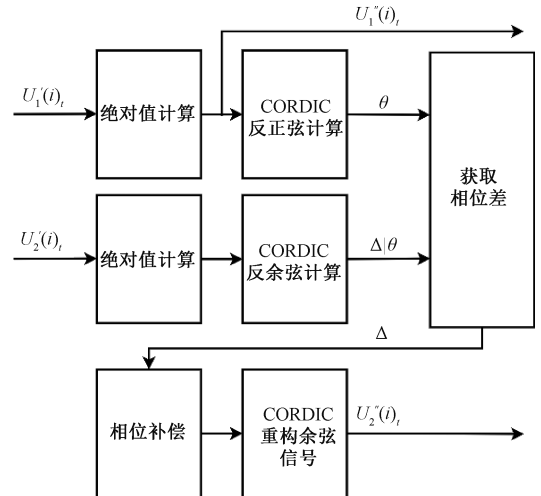 U₁″(i)ₜ
U₁′(i)ₜ
绝对值计算
CORDIC
反正弦计算
θ
获取
相位差
U₂′(i)ₜ
绝对值计算
CORDIC
反余弦计算
Δ|θ
Δ
相位补偿
CORDIC
重构余弦
信号
U₂″(i)ₜ